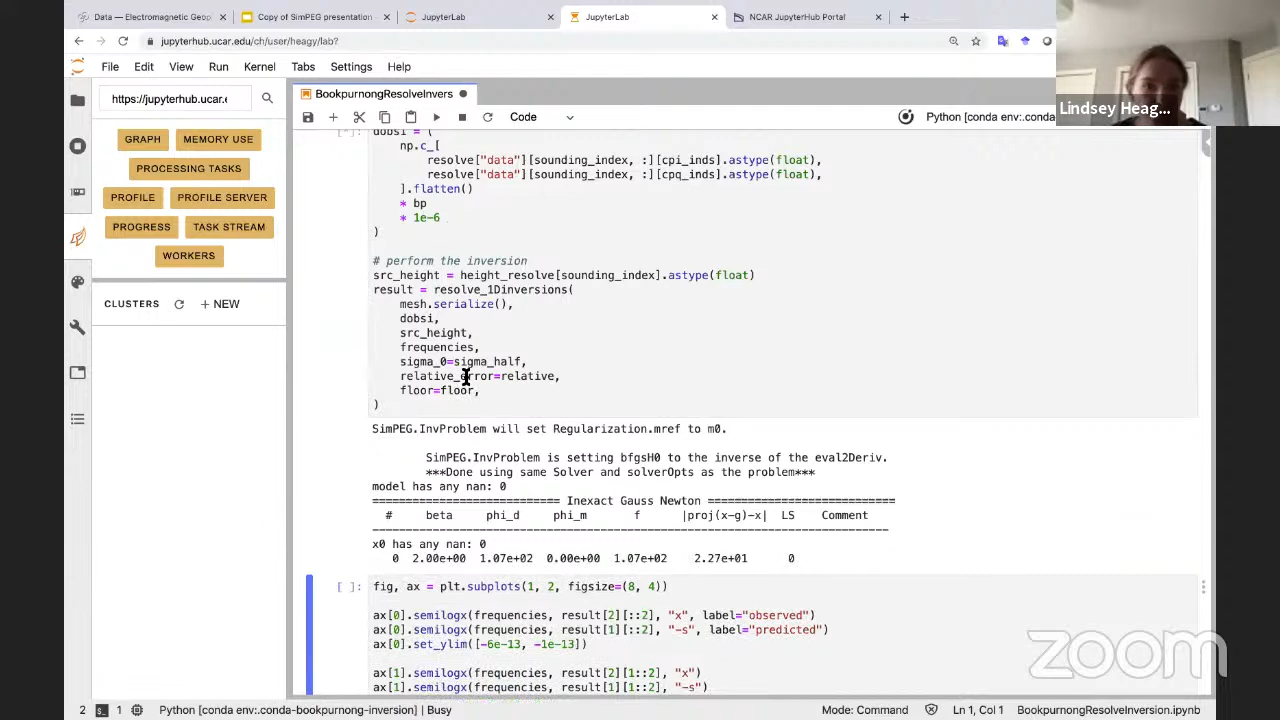 Data — Electromagnetic Geop
Copy of SimPEG presentation
JupyterLab
JupyterLab
NCAR JupyterHub Portal
jupyterhub.ucar.edu/ch/user/heagy/lab?
File Edit View Run Kernel Tabs Settings Help
https://jupyterhub.ucar.e
GRAPH
MEMORY USE
PROCESSING TASKS
PROFILE
PROFILE SERVER
PROGRESS
TASK STREAM
WORKERS
CLUSTERS
+ NEW
BookpurnongResolveInvers
Code
Python [conda env:.cond
Lindsey Heag...
[*]:
dobsi = (
np.c_[
resolve["data"][sounding_index, :][cpi_inds].astype(float),
resolve["data"][sounding_index, :][cpq_inds].astype(float),
].flatten()
* bp
* 1e-6
)
# perform the inversion
src_height = height_resolve[sounding_index].astype(float)
result = resolve_1Dinversions(
mesh.serialize(),
dobsi,
src_height,
frequencies,
sigma_0=sigma_half,
relative_error=relative,
floor=floor,
)
SimPEG.InvProblem will set Regularization.mref to m0.
SimPEG.InvProblem is setting bfgsH0 to the inverse of the eval2Deriv.
***Done using same Solver and solverOpts as the problem***
model has any nan: 0
=========================== Inexact Gauss Newton ===========================
# beta phi_d phi_m f |proj(x-g)-x| LS Comment
-----------------------------------------------------------------------------
x0 has any nan: 0
0 2.00e+00 1.07e+02 0.00e+00 1.07e+02 2.27e+01 0
[ ]:
fig, ax = plt.subplots(1, 2, figsize=(8, 4))
ax[0].semilogx(frequencies, result[2][::2], "x", label="observed")
ax[0].semilogx(frequencies, result[1][::2], "-s", label="predicted")
ax[0].set_ylim([-6e-13, -1e-13])
ax[1].semilogx(frequencies, result[2][1::2], "x")
ax[1].semilogx(frequencies, result[1][1::2], "-s")
zoom
2
1
Python [conda env:.conda-bookpurnong-inversion] | Busy
Mode: Command
Ln 1, Col 1
BookpurnongResolveInversion.ipynb